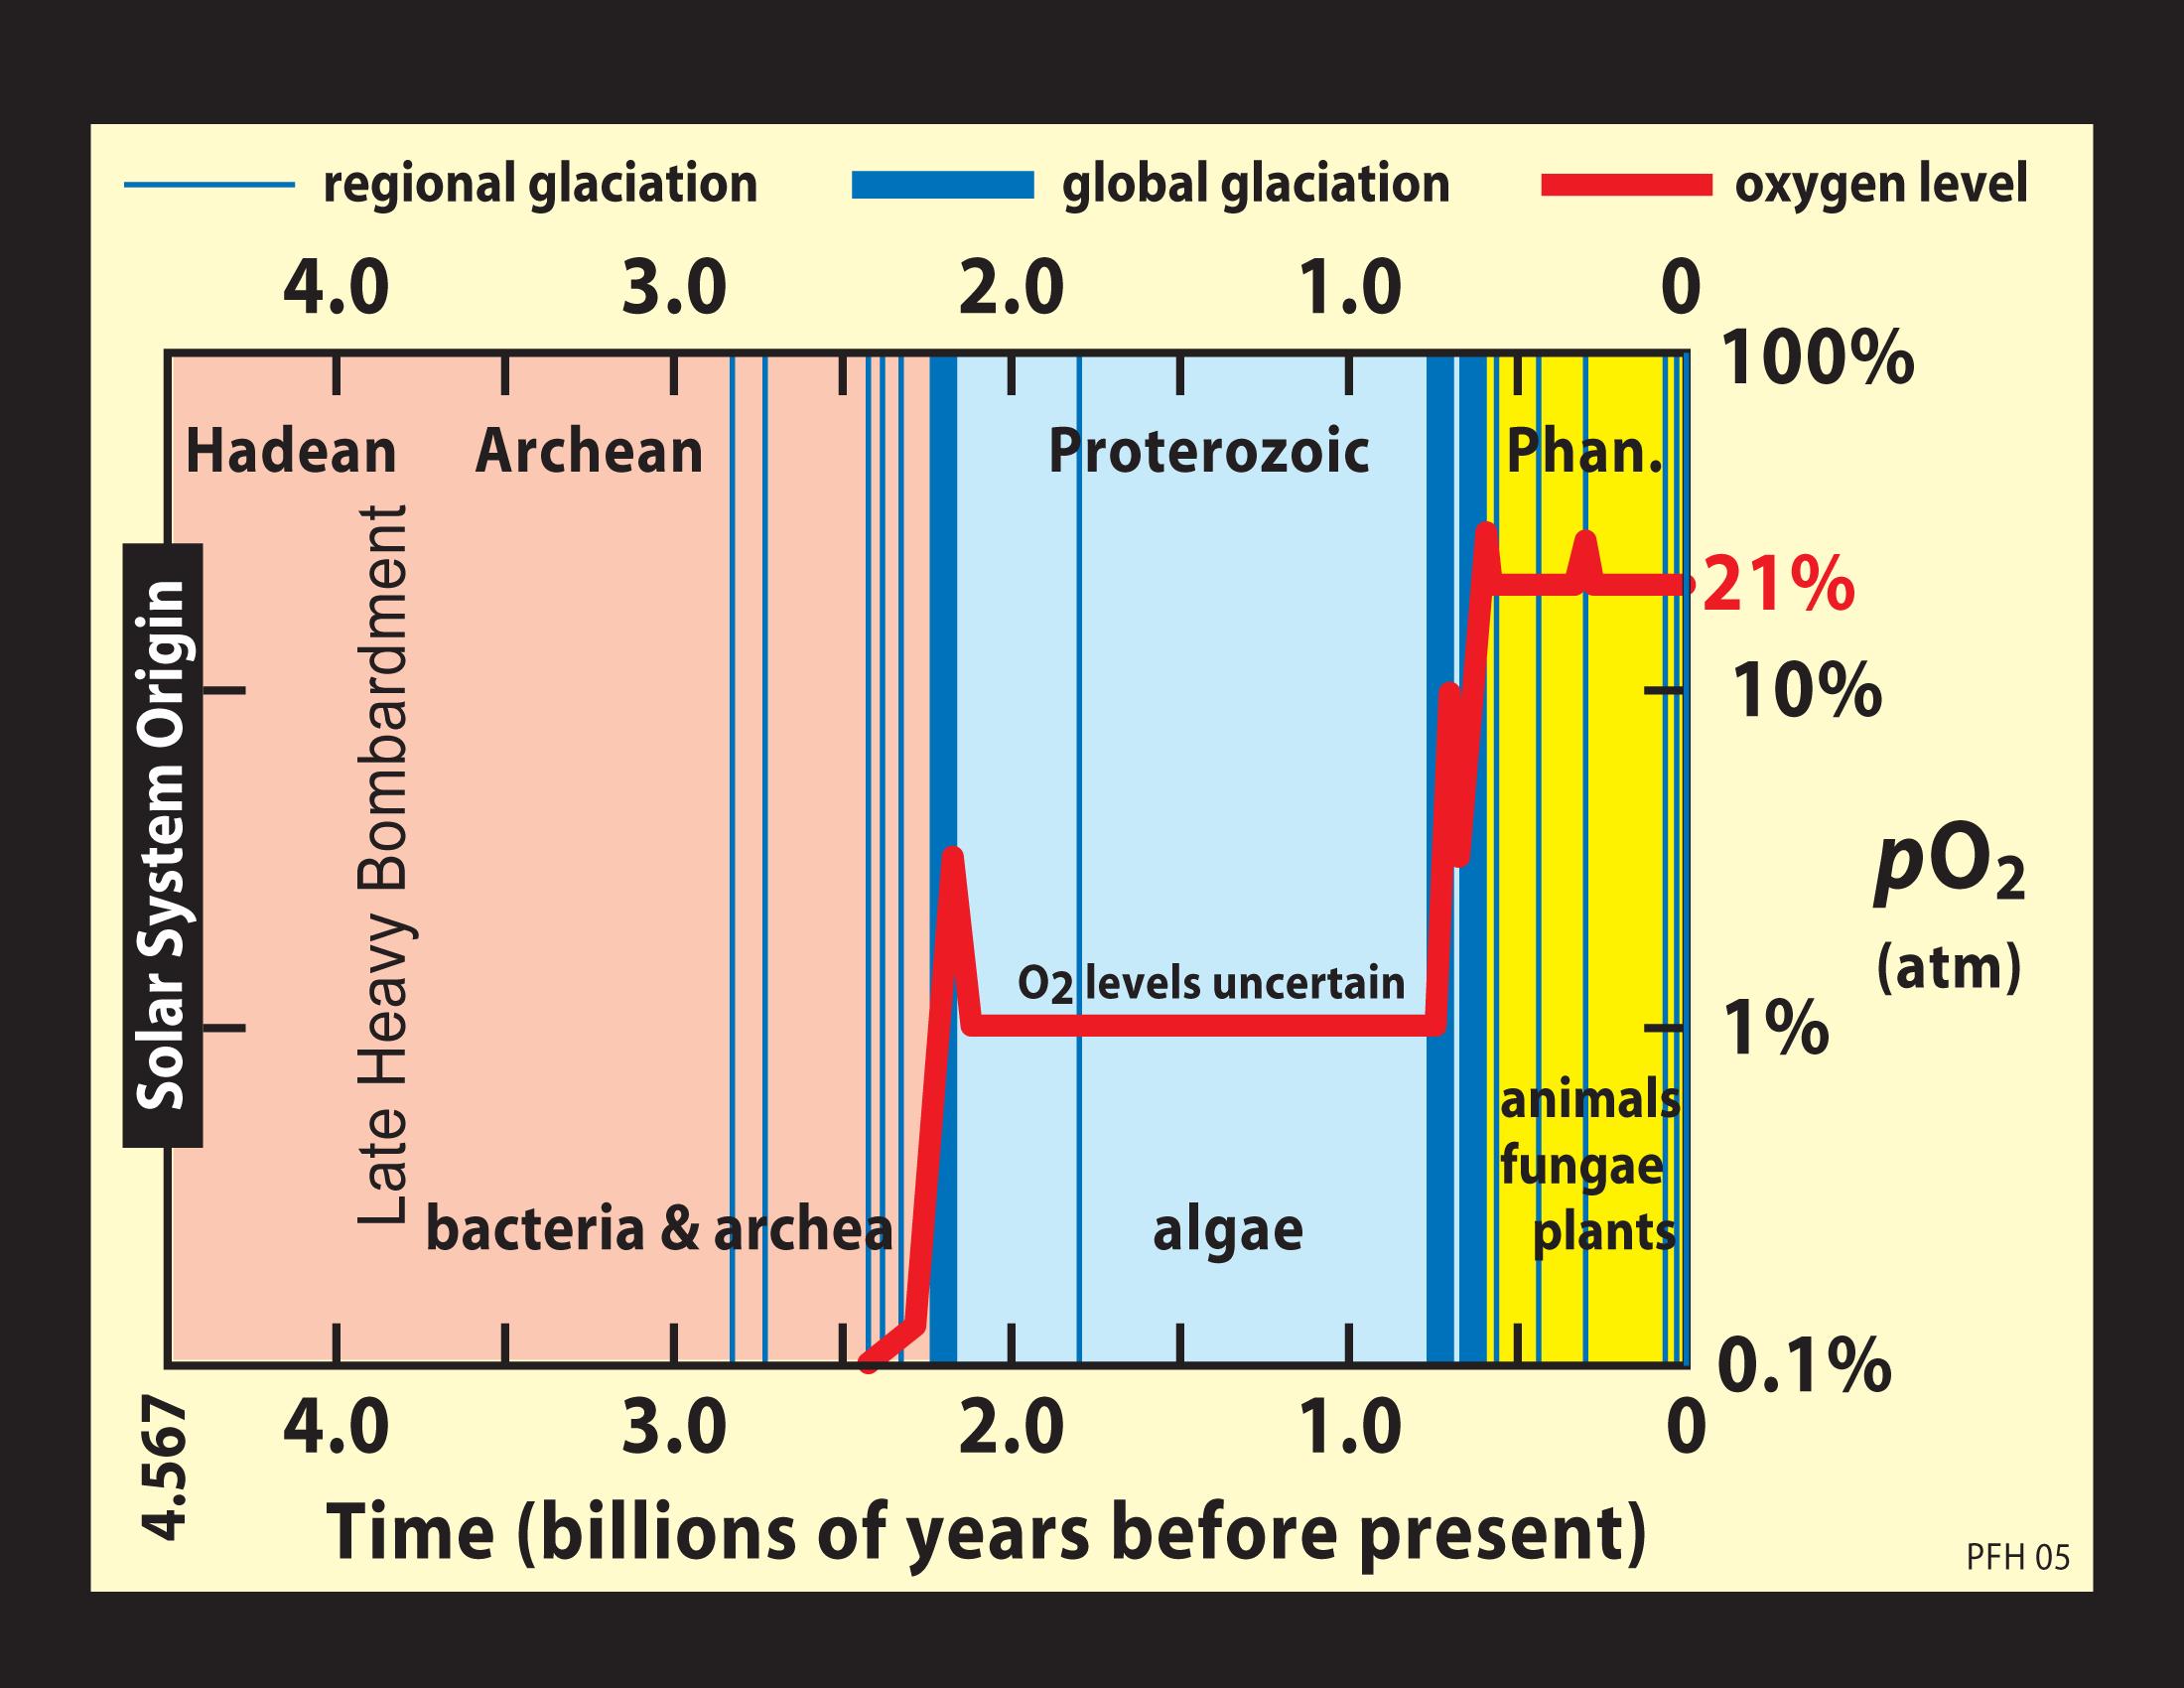 regional glaciation
global glaciation
oxygen level
4.0 3.0 2.0 1.0 0
100%
Hadean Archean Proterozoic Phan.
21%
10%
Solar System Origin
Late Heavy Bombardment
pO2
(atm)
O2 levels uncertain
1%
animals
fungae
plants
bacteria & archea
algae
0.1%
4.567
4.0 3.0 2.0 1.0 0
Time (billions of years before present)
PFH 05